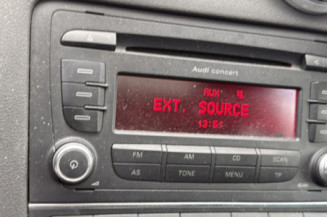 Audi concert
AUX
EXT. SOURCE
FM AM CD SCAN
AS TONE MENU TP